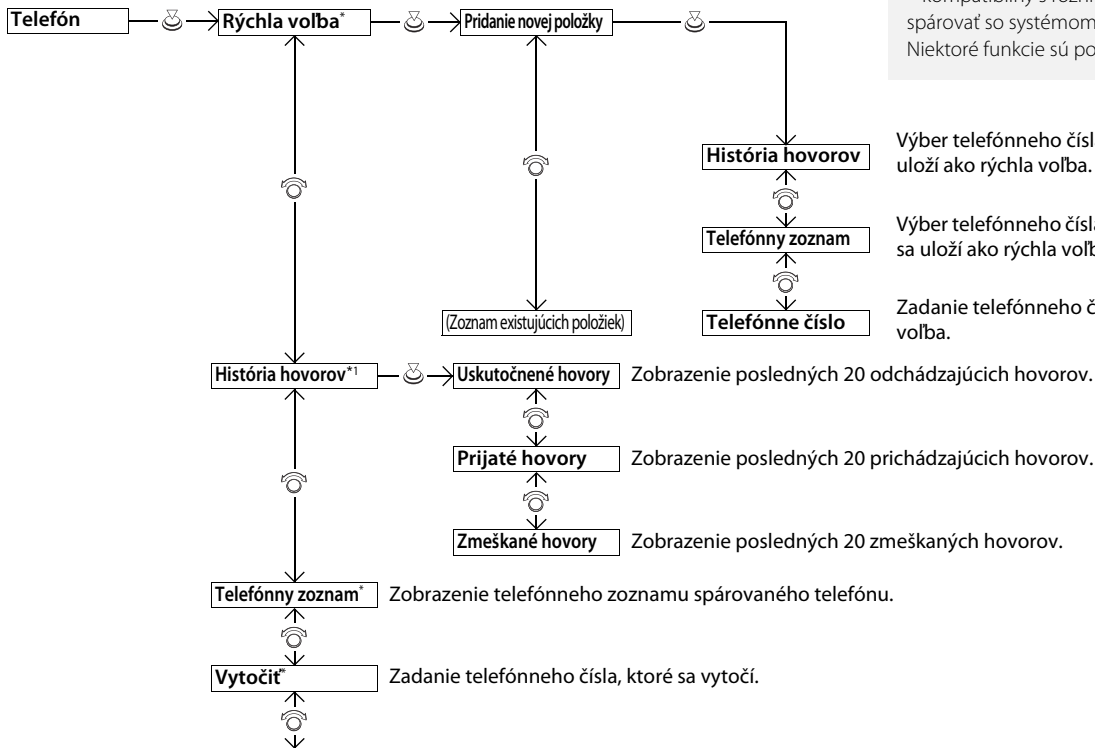 kompatibilný s
spárovať so systémom
Niektoré funkcie sú
Telefón
Rýchla voľba*
Pridanie novej položky
História hovorov
Výber telefónneho
uloží ako rýchla voľba.
Telefónny zoznam
Výber telefónneho čísla
sa uloží ako rýchla
(Zoznam existujúcich položiek)
Telefónne číslo
Zadanie telefónneho
voľba.
História hovorov*1
Uskutočnené hovory
Zobrazenie posledných 20 odchádzajúcich hovorov.
Prijaté hovory
Zobrazenie posledných 20 prichádzajúcich hovorov.
Zmeškané hovory
Zobrazenie posledných 20 zmeškaných hovorov.
Telefónny zoznam*
Zobrazenie telefónneho zoznamu spárovaného telefónu.
Vytočiť*
Zadanie telefónneho čísla, ktoré sa vytočí.